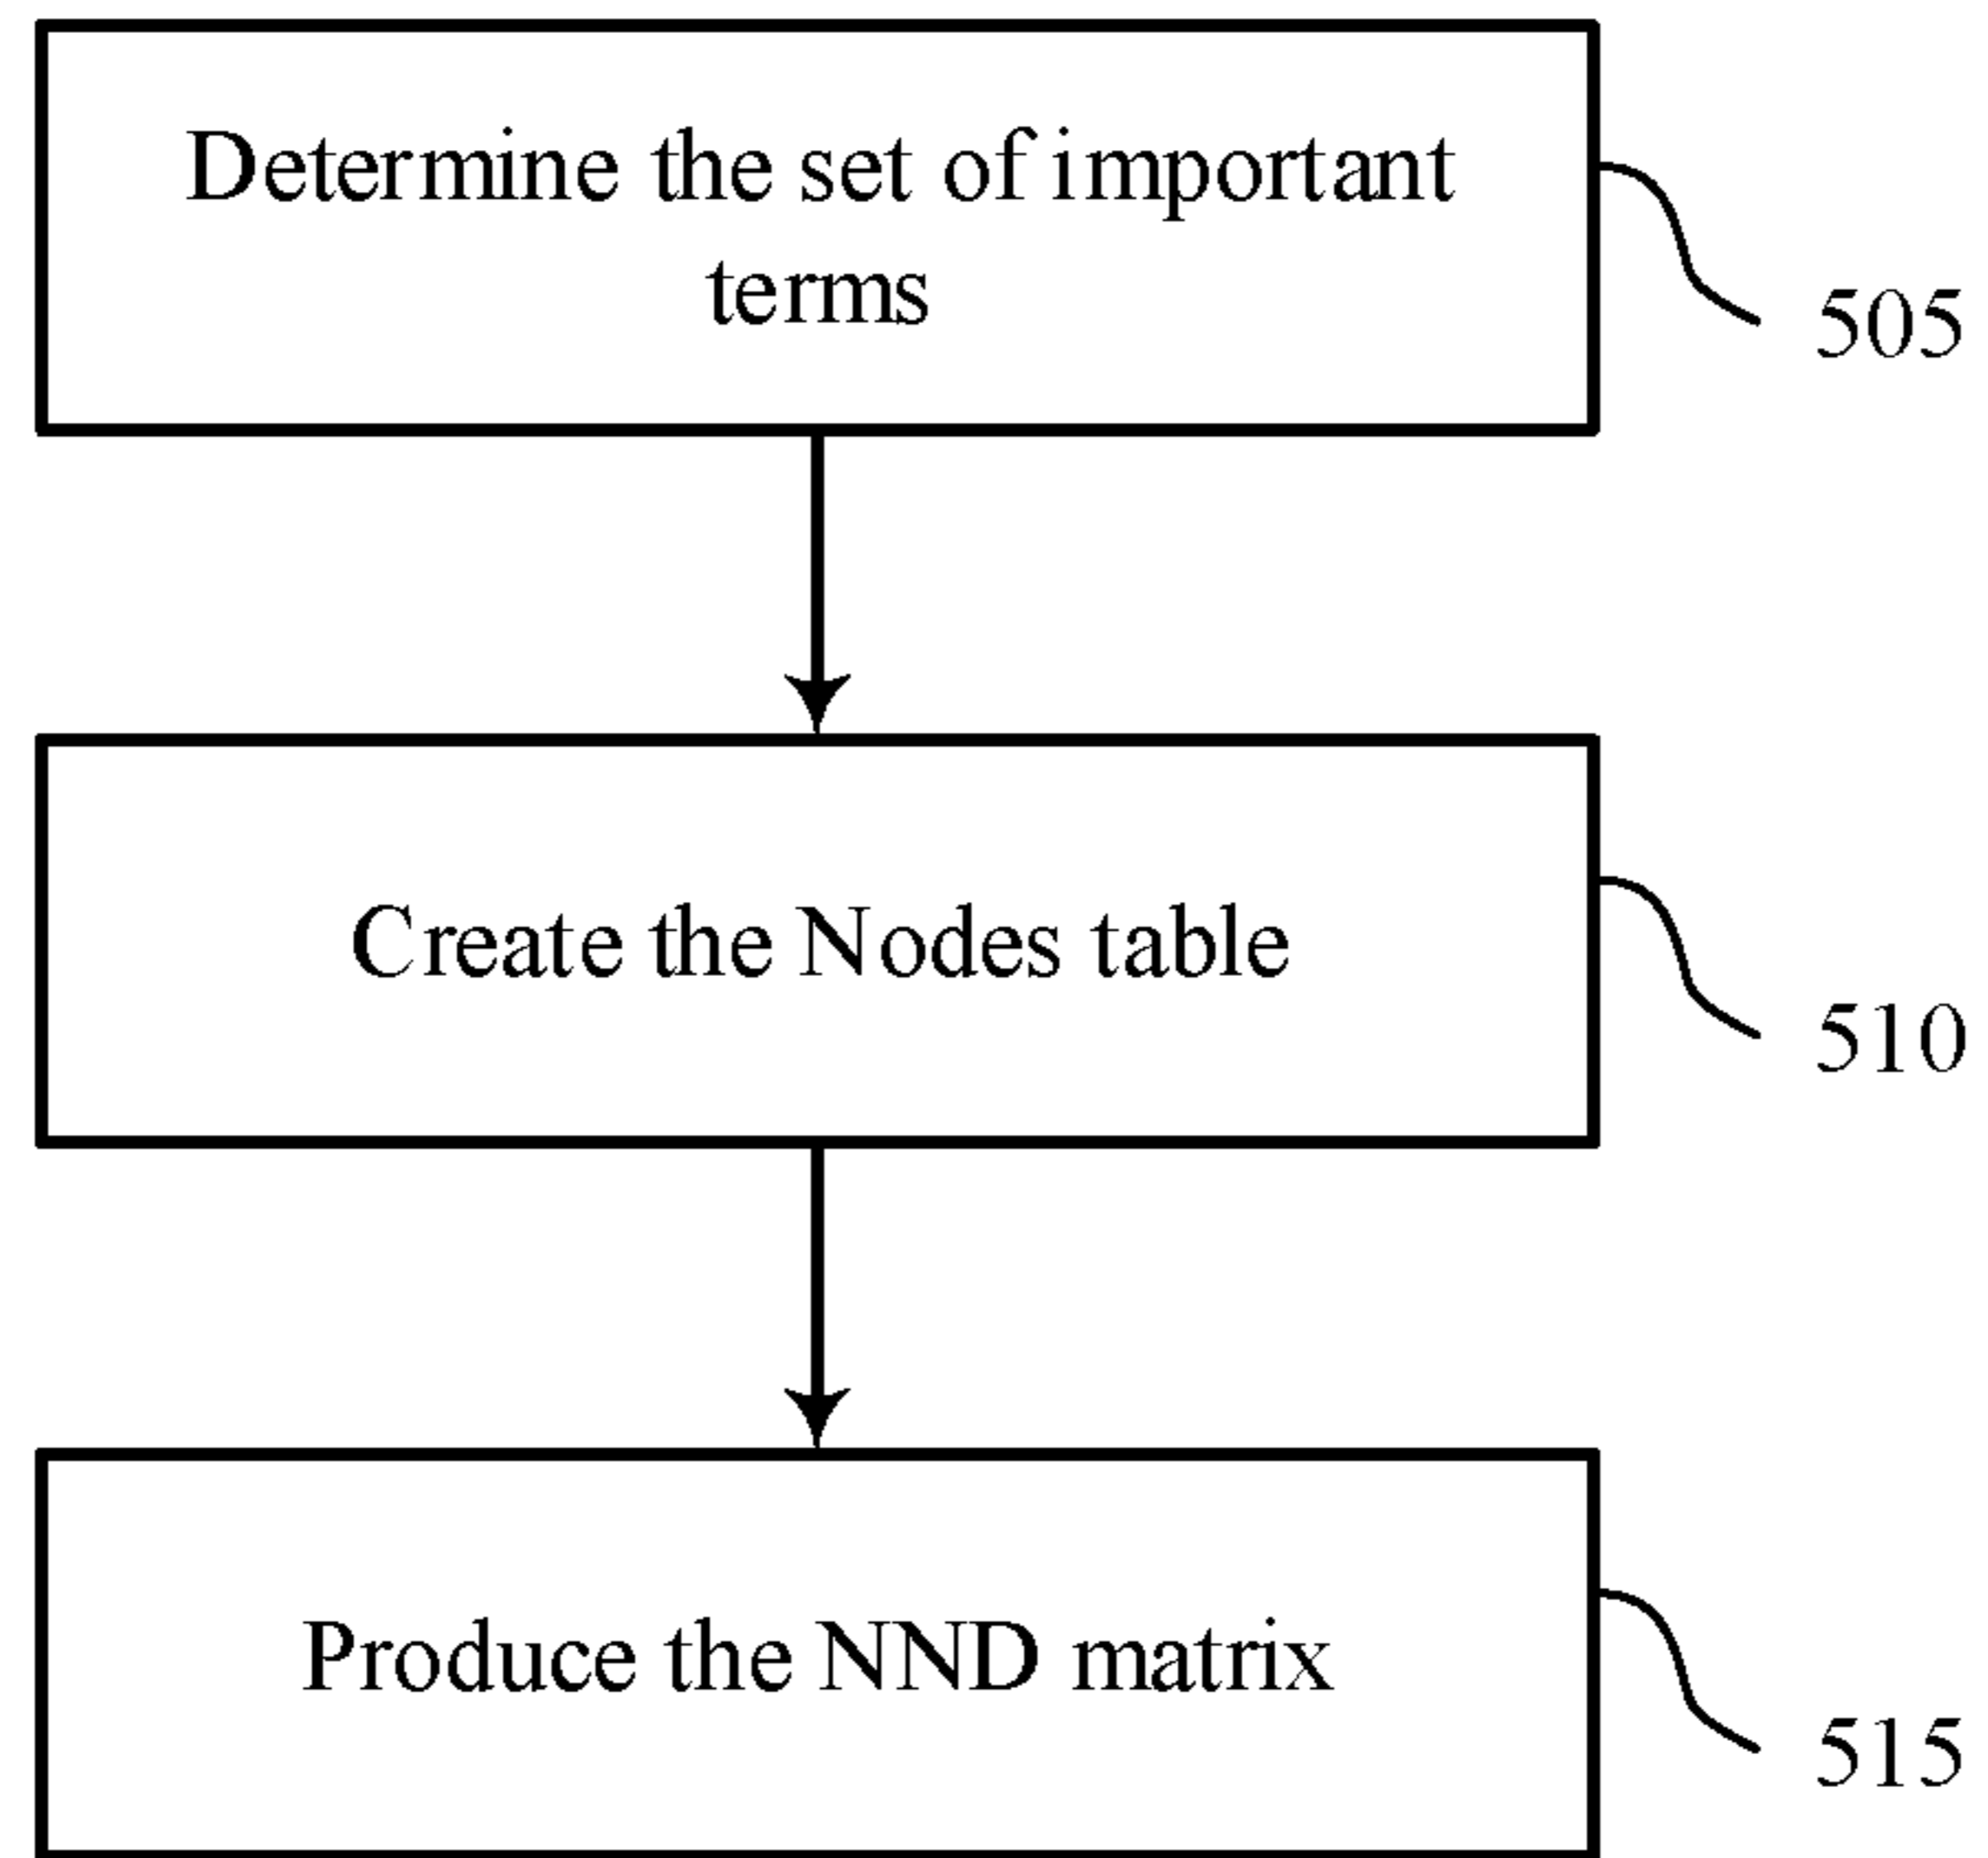 Determine the set of important
terms
505
Create the Nodes table
510
Produce the NND matrix
515